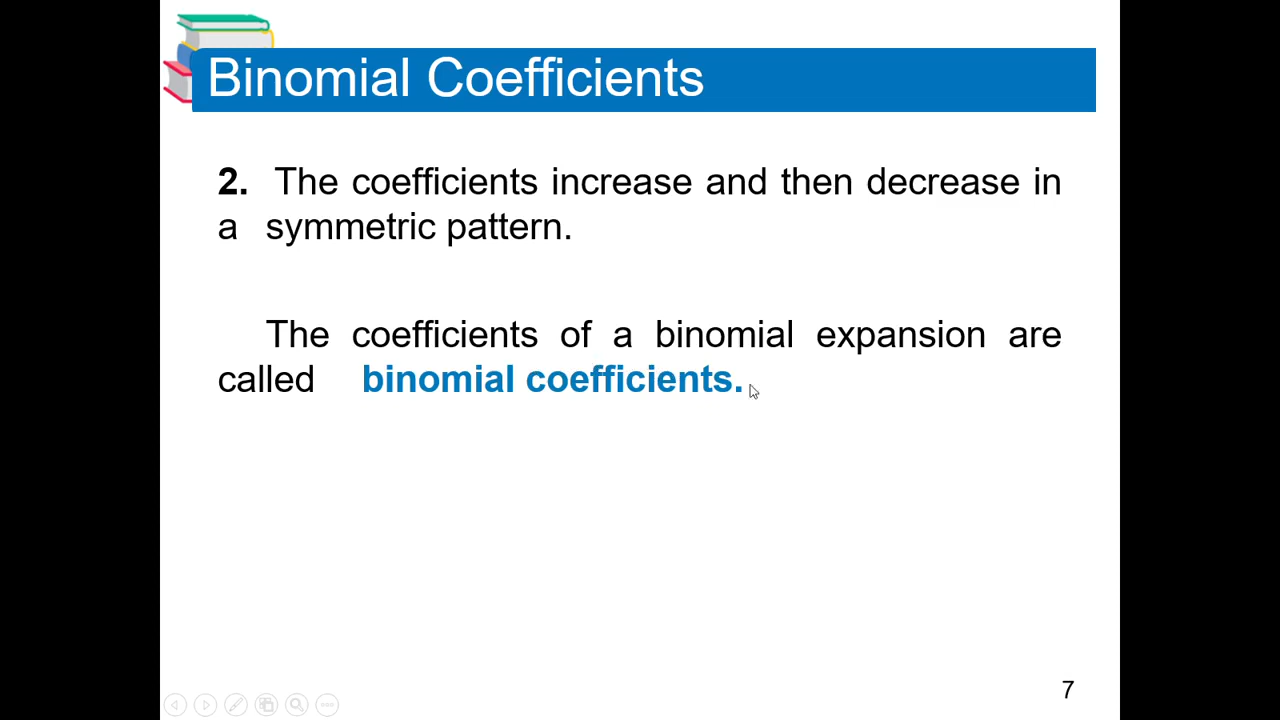 Binomial Coefficients
2. The coefficients increase and then decrease in
a symmetric pattern.
The coefficients of a binomial expansion are
called binomial coefficients.
7